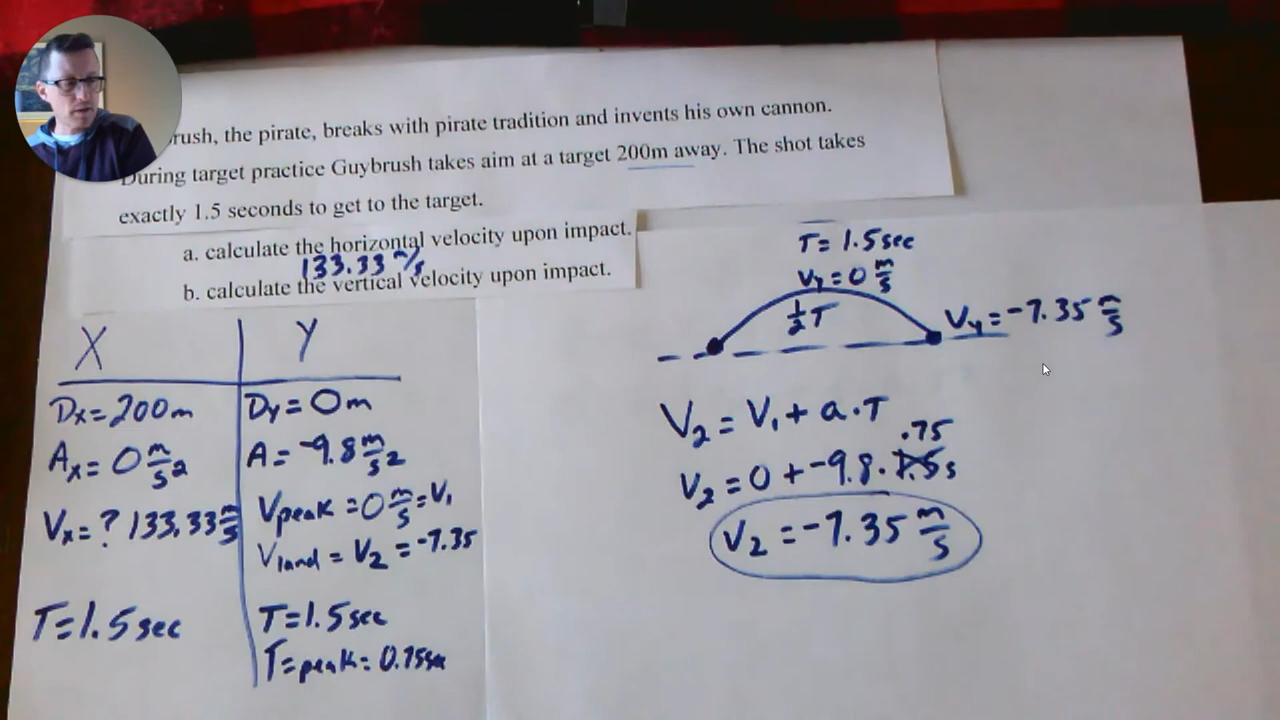 rush, the pirate, breaks with pirate tradition and invents his own cannon.
During target practice Guybrush takes aim at a target 200m away. The shot takes
exactly 1.5 seconds to get to the target.
a. calculate the horizontal velocity upon impact.
133.33 m/s
b. calculate the vertical velocity upon impact.
X
Dx = 200m
Ax = 0 m/s2
Vx = ? 133.33 m/s
T = 1.5 sec
Y
Dy = 0m
A = -9.8 m/s2
Vpeak = 0 m/s = V1
Vland = V2 = -7.35
T = 1.5 sec
T = peak = 0.75 sec
T = 1.5 sec
Vy = 0 m/s
1/2 T
Vy = -7.35 m/s
V2 = V1 + a · T
.75
V2 = 0 + -9.8 · 1.5 s
V2 = -7.35 m/s